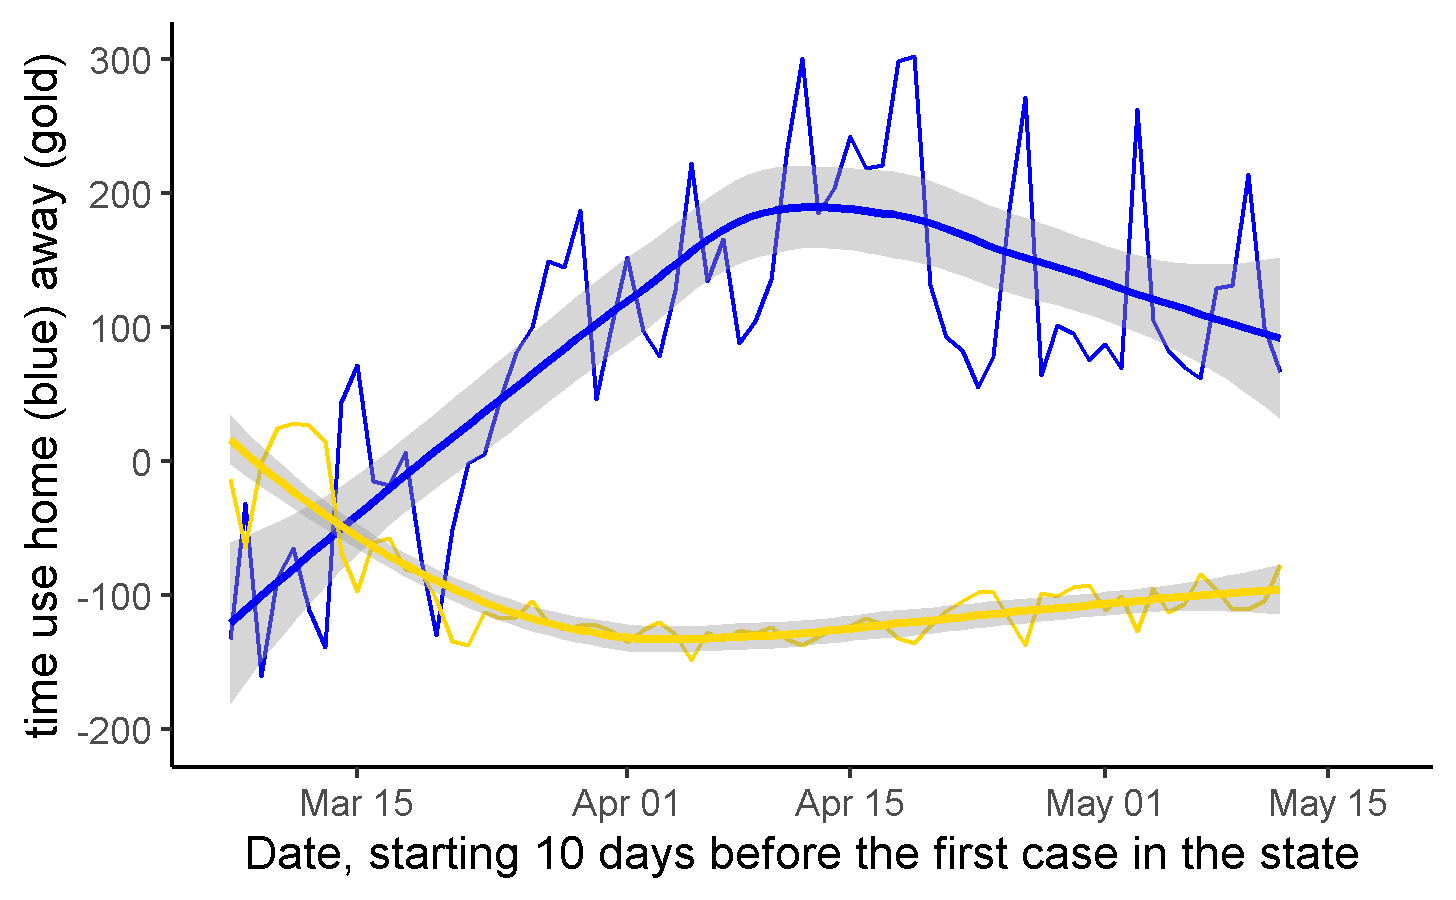 time use home (blue) away (gold)
300
200
100
0
-100
-200
Mar 15
Apr 01
Apr 15
May 01
May 15
Date, starting 10 days before the first case in the state